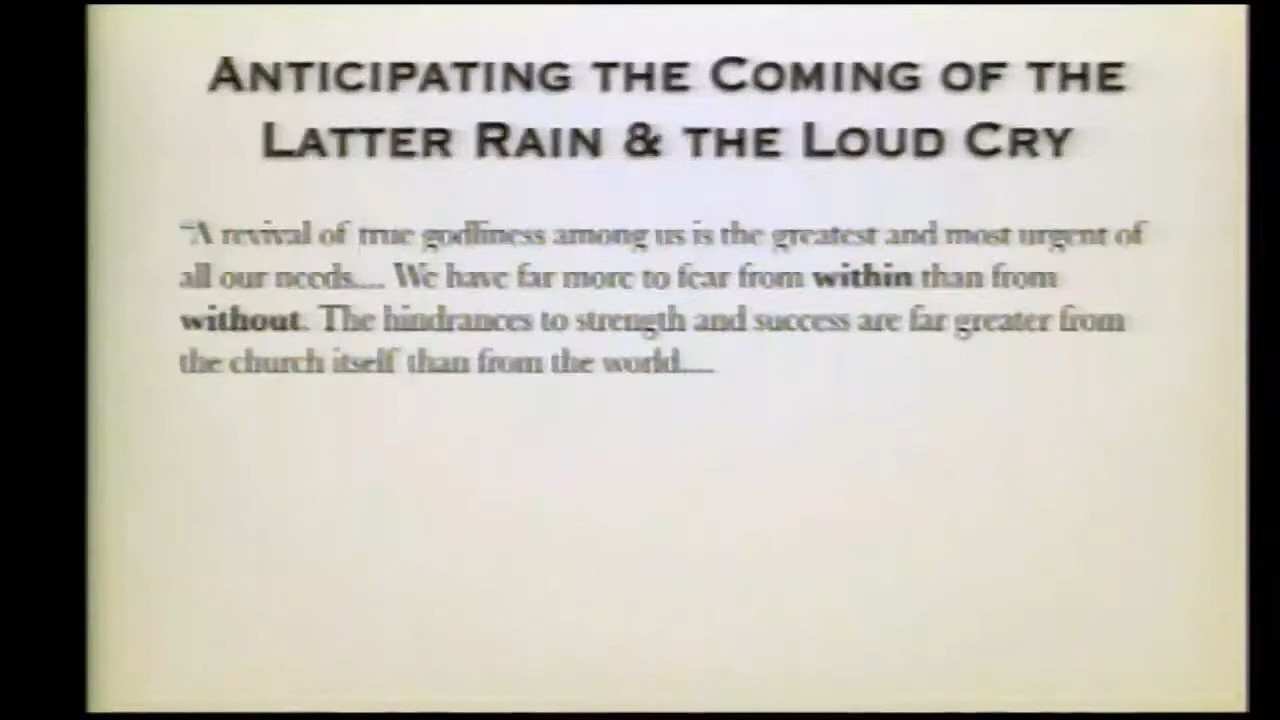 ANTICIPATING THE COMING OF THE
LATTER RAIN & THE LOUD CRY
"A revival of true godliness among us is the greatest and most urgent of
all our needs.... We have far more to fear from within than from
without. The hindrances to strength and success are far greater from
the church itself than from the world....